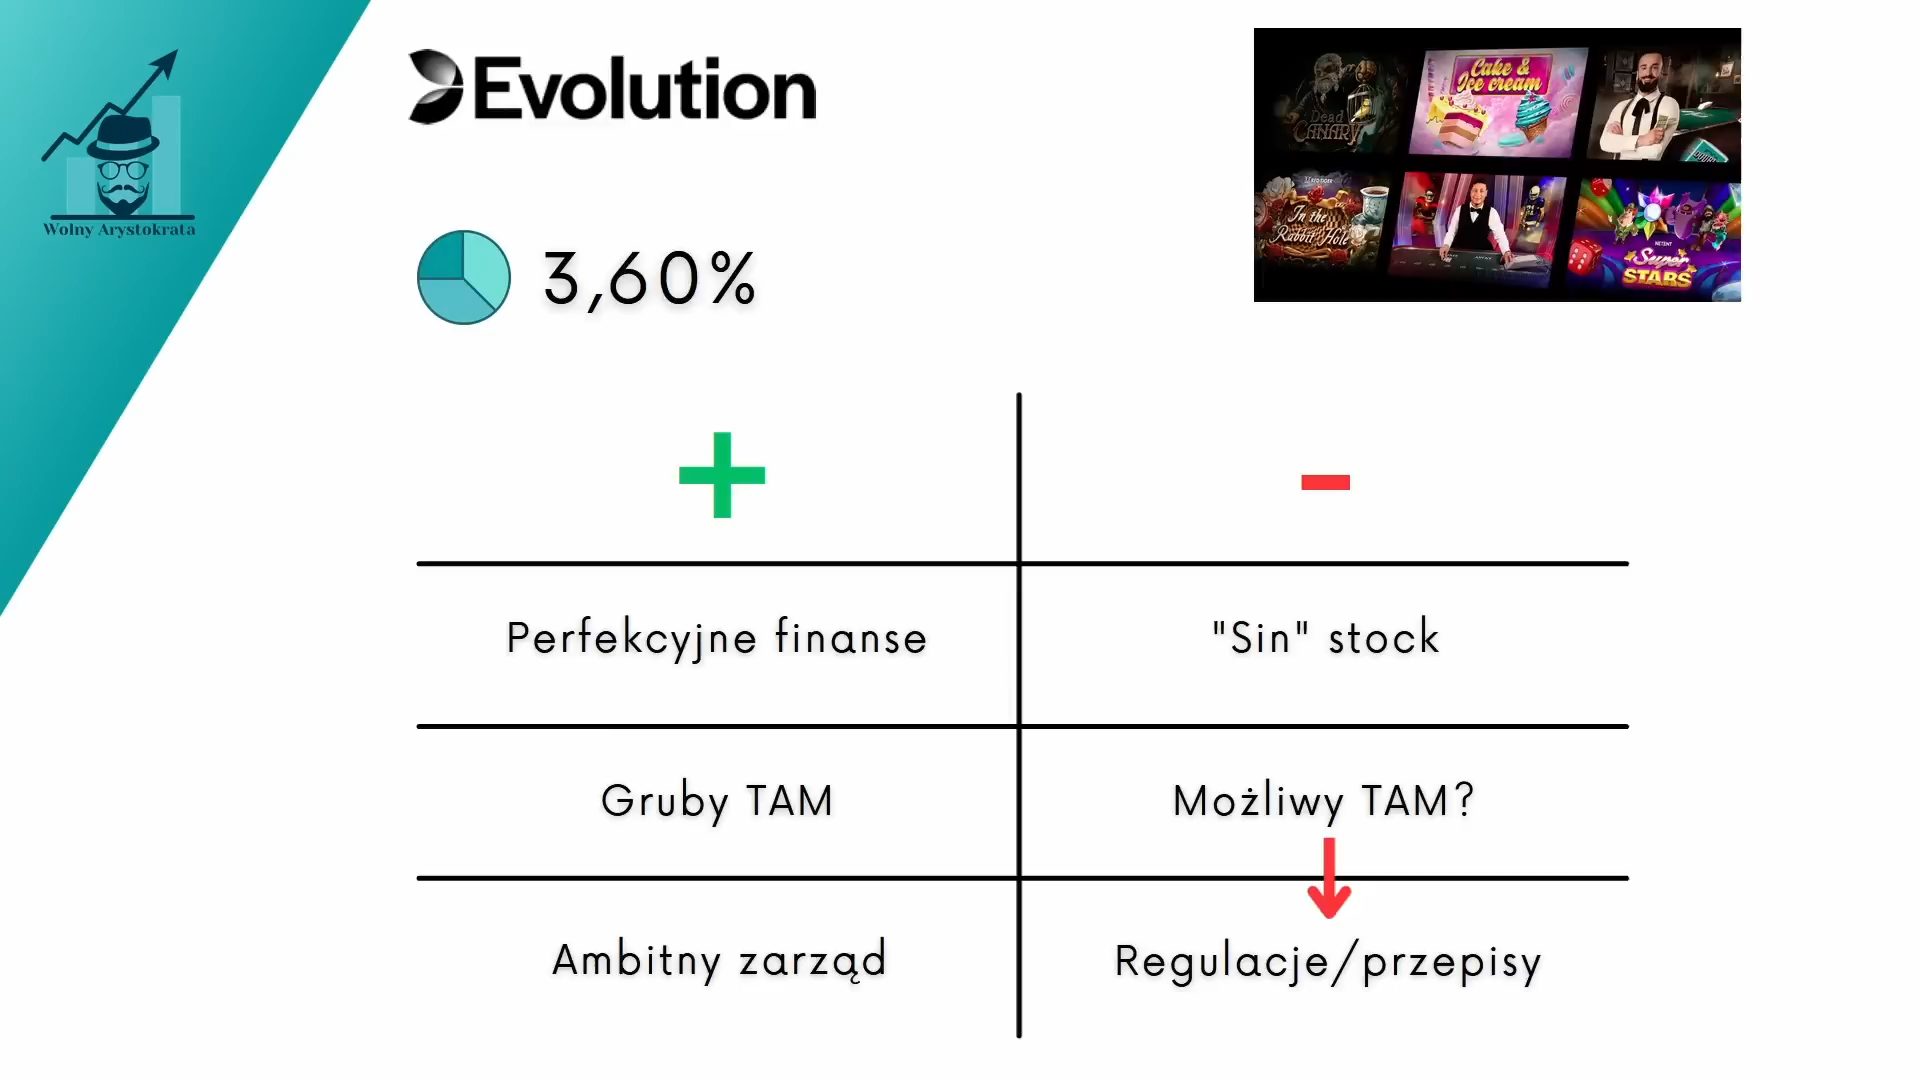 Wolny Arystokrata
Evolution
3,60%
Dead
CANARY
Cake &
Ice cream
In the
Rabbit Hole
NETENT
Super
STARS
+
-
Perfekcyjne finanse
"Sin" stock
Gruby TAM
Możliwy TAM?
Ambitny zarząd
Regulacje/przepisy